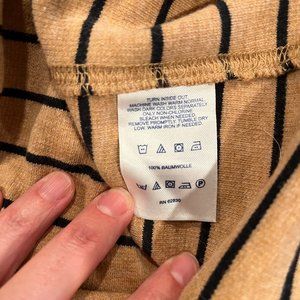 TURN INSIDE OUT.
MACHINE WASH WARM NORMAL.
WASH DARK COLORS SEPARATELY
ONLY NON-CHLORINE
BLEACH WHEN NEEDED.
REMOVE PROMPTLY, TUMBLE DRY
LOW. WARM IRON IF NEEDED.
100% BAUMWOLLE
RN 02930